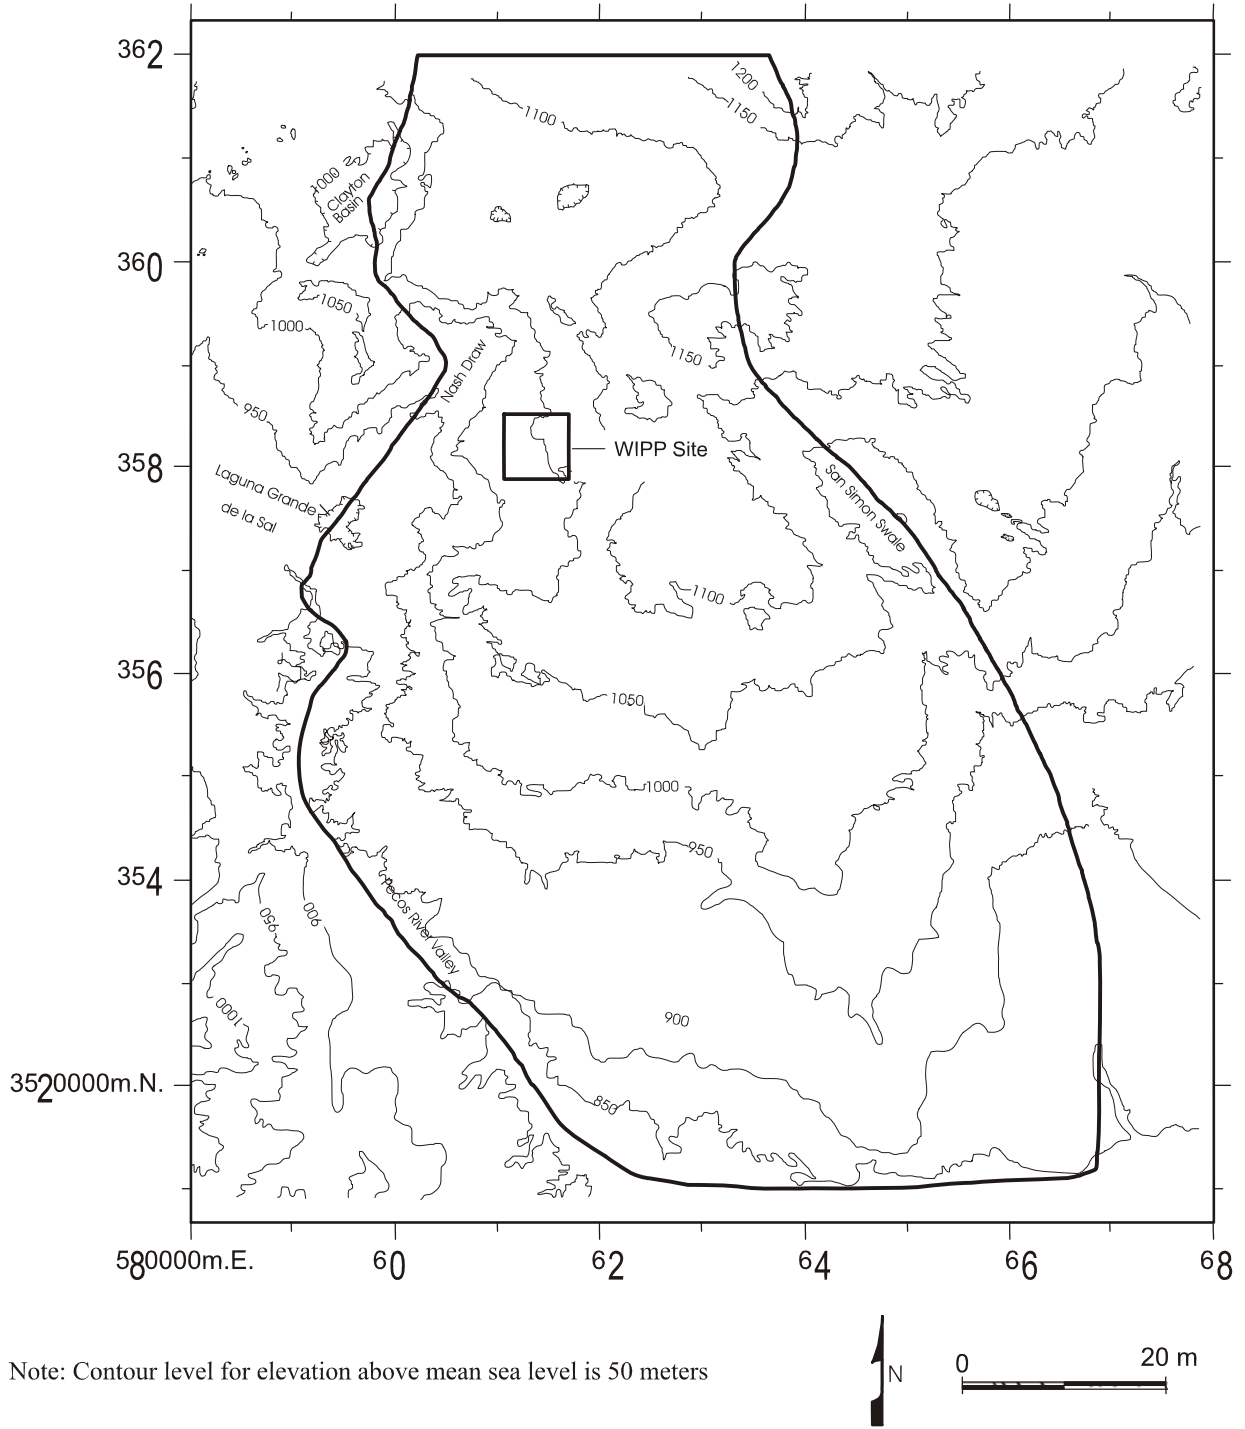 362
1200
1150
1100
1000
Clayton
Basin
360
1050
1000
1150
Nash Draw
950
WIPP Site
358
Laguna Grande
de la Sal
San Simon Swale
1100
356
1050
1000
950
354
900
950
Pecos River Valley
1000
900
3520000m.N.
850
580000m.E.
60
62
64
66
68
Note: Contour level for elevation above mean sea level is 50 meters
N
0
20 m